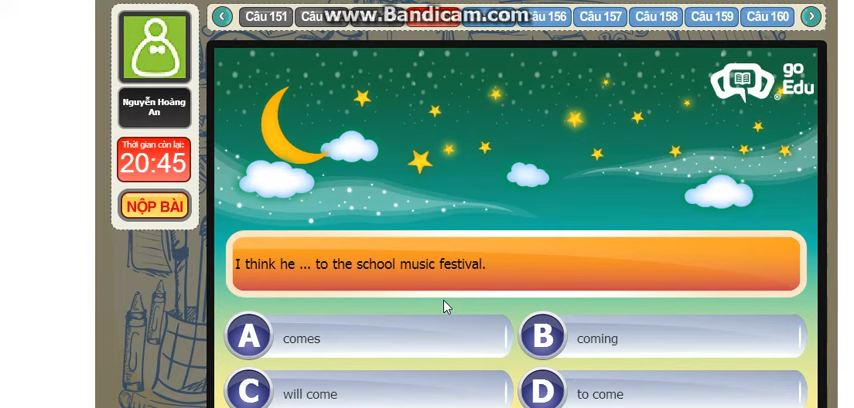 www.Bandicam.com
Câu 151
Câu 156
Câu 157
Câu 158
Câu 159
Câu 160
Nguyễn Hoàng
An
Thời gian còn lại:
20:45
NỘP BÀI
go
Edu
I think he ... to the school music festival.
A comes
B coming
C will come
D to come